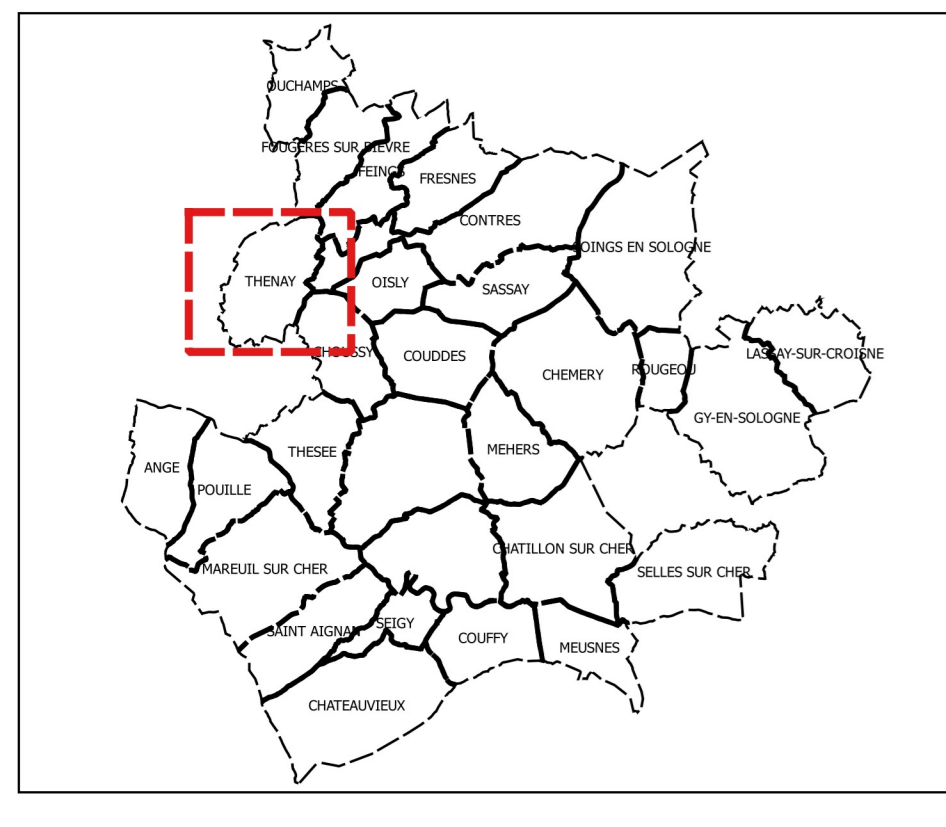 OUCHAMPS
FOUGERES SUR BIEVRE
FEINGS
FRESNES
CONTRES
SOINGS EN SOLOGNE
THENAY
OISLY
SASSAY
CHOUSSY
COUDDES
LASSAY-SUR-CROISNE
ROUGEOU
CHEMERY
GY-EN-SOLOGNE
MEHERS
THESEE
ANGE
POUILLE
CHATILLON SUR CHER
MAREUIL SUR CHER
SELLES SUR CHER
SEIGY
SAINT AIGNAN
COUFFY
MEUSNES
CHATEAUVIEUX